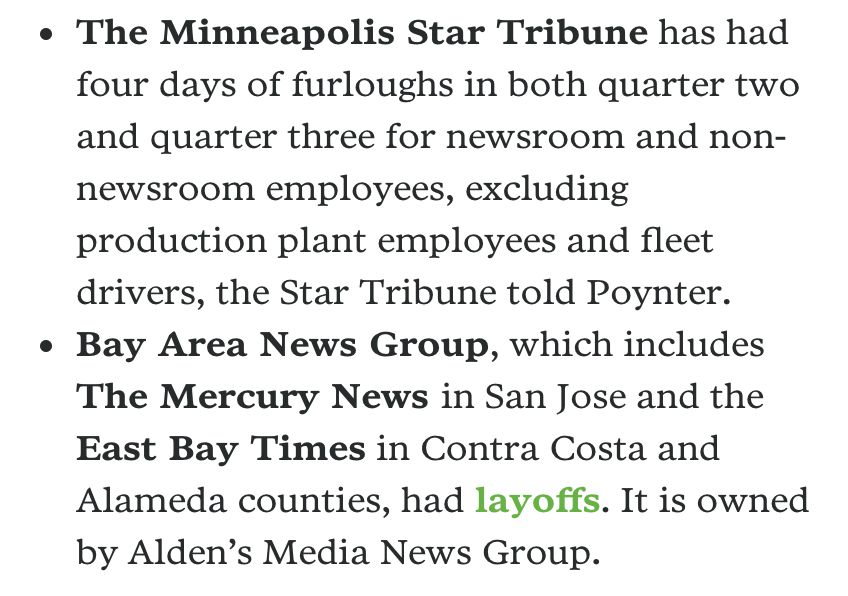 • The Minneapolis Star Tribune has had
four days of furloughs in both quarter two
and quarter three for newsroom and non-
newsroom employees, excluding
production plant employees and fleet
drivers, the Star Tribune told Poynter.
• Bay Area News Group, which includes
The Mercury News in San Jose and the
East Bay Times in Contra Costa and
Alameda counties, had layoffs. It is owned
by Alden’s Media News Group.